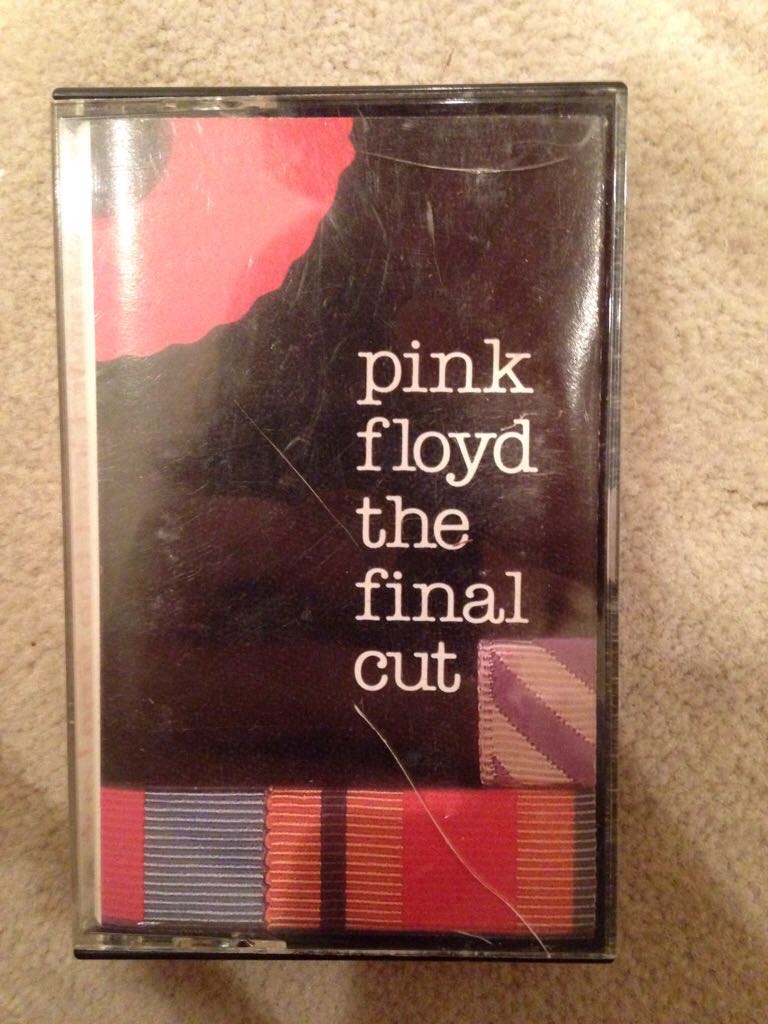 pink
floyd
the
final
cut